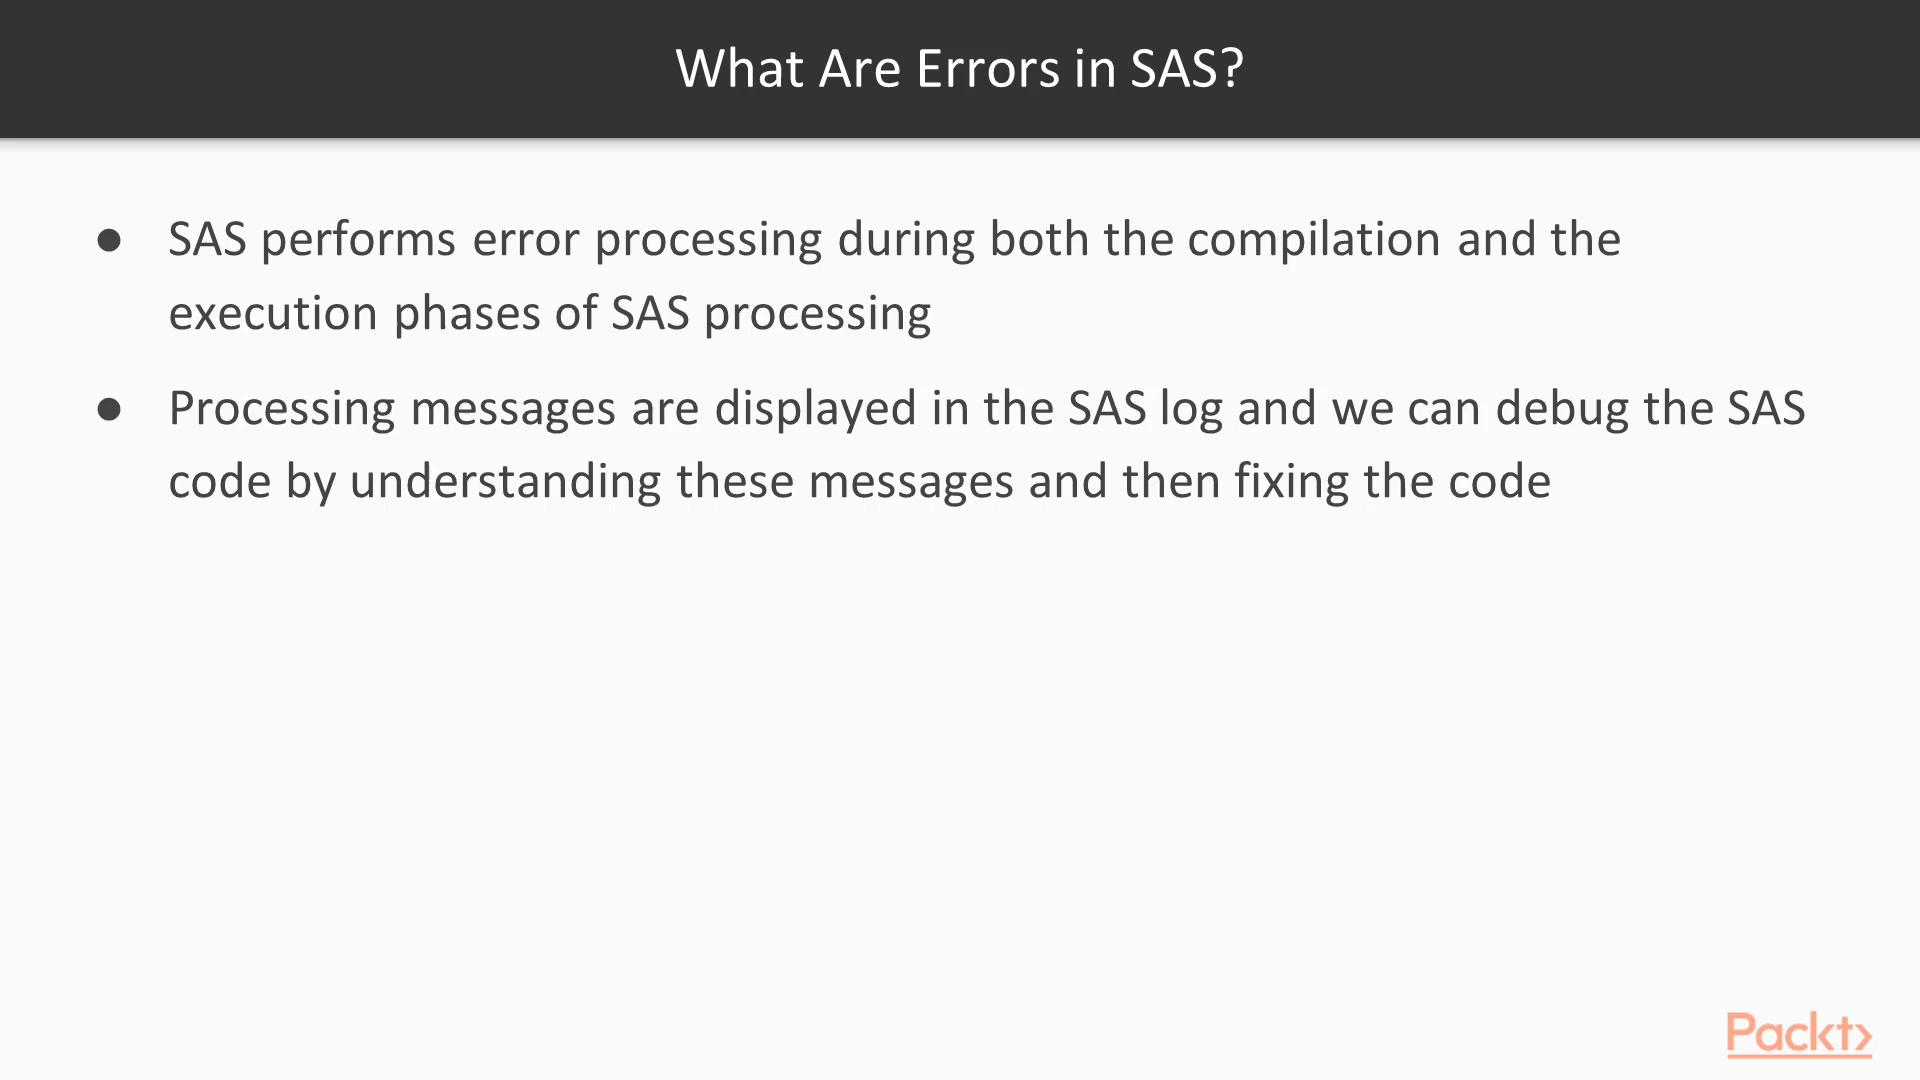 What Are Errors in SAS?
● SAS performs error processing during both the compilation and the
execution phases of SAS processing
● Processing messages are displayed in the SAS log and we can debug the SAS
code by understanding these messages and then fixing the code
Packt>